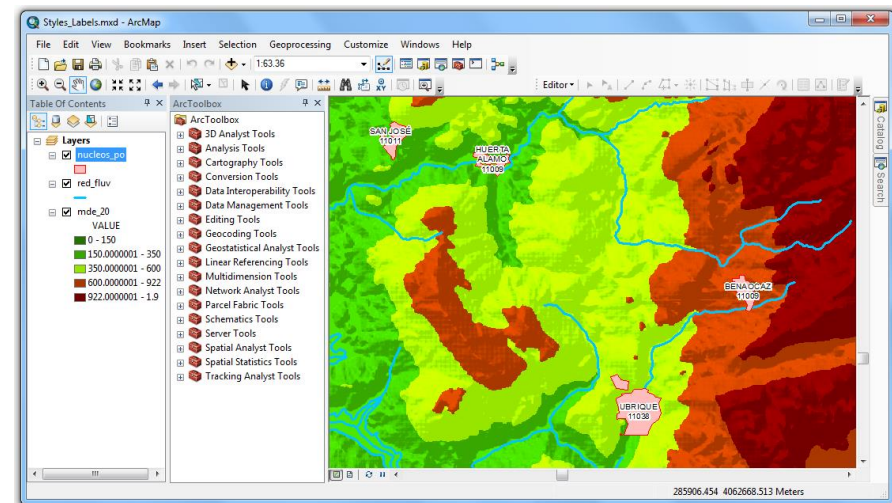 Styles_Labels.mxd - ArcMap
File Edit View Bookmarks Insert Selection Geoprocessing Customize Windows Help
1:63.36
Editor
Table Of Contents
ArcToolbox
Layers
nucleos_po
red_fluv
mde_20
VALUE
0 - 150
150.0000001 - 350
350.0000001 - 600
600.0000001 - 922
922.0000001 - 1.9
ArcToolbox
3D Analyst Tools
Analysis Tools
Cartography Tools
Conversion Tools
Data Interoperability Tools
Data Management Tools
Editing Tools
Geocoding Tools
Geostatistical Analyst Tools
Linear Referencing Tools
Multidimension Tools
Network Analyst Tools
Parcel Fabric Tools
Schematics Tools
Server Tools
Spatial Analyst Tools
Spatial Statistics Tools
Tracking Analyst Tools
SAN JOSÉ
11011
HUERTA
ALAMO
11009
BENAOCAZ
11009
UBRIQUE
11038
Catalog
Search
285906.454 4062668.513 Meters